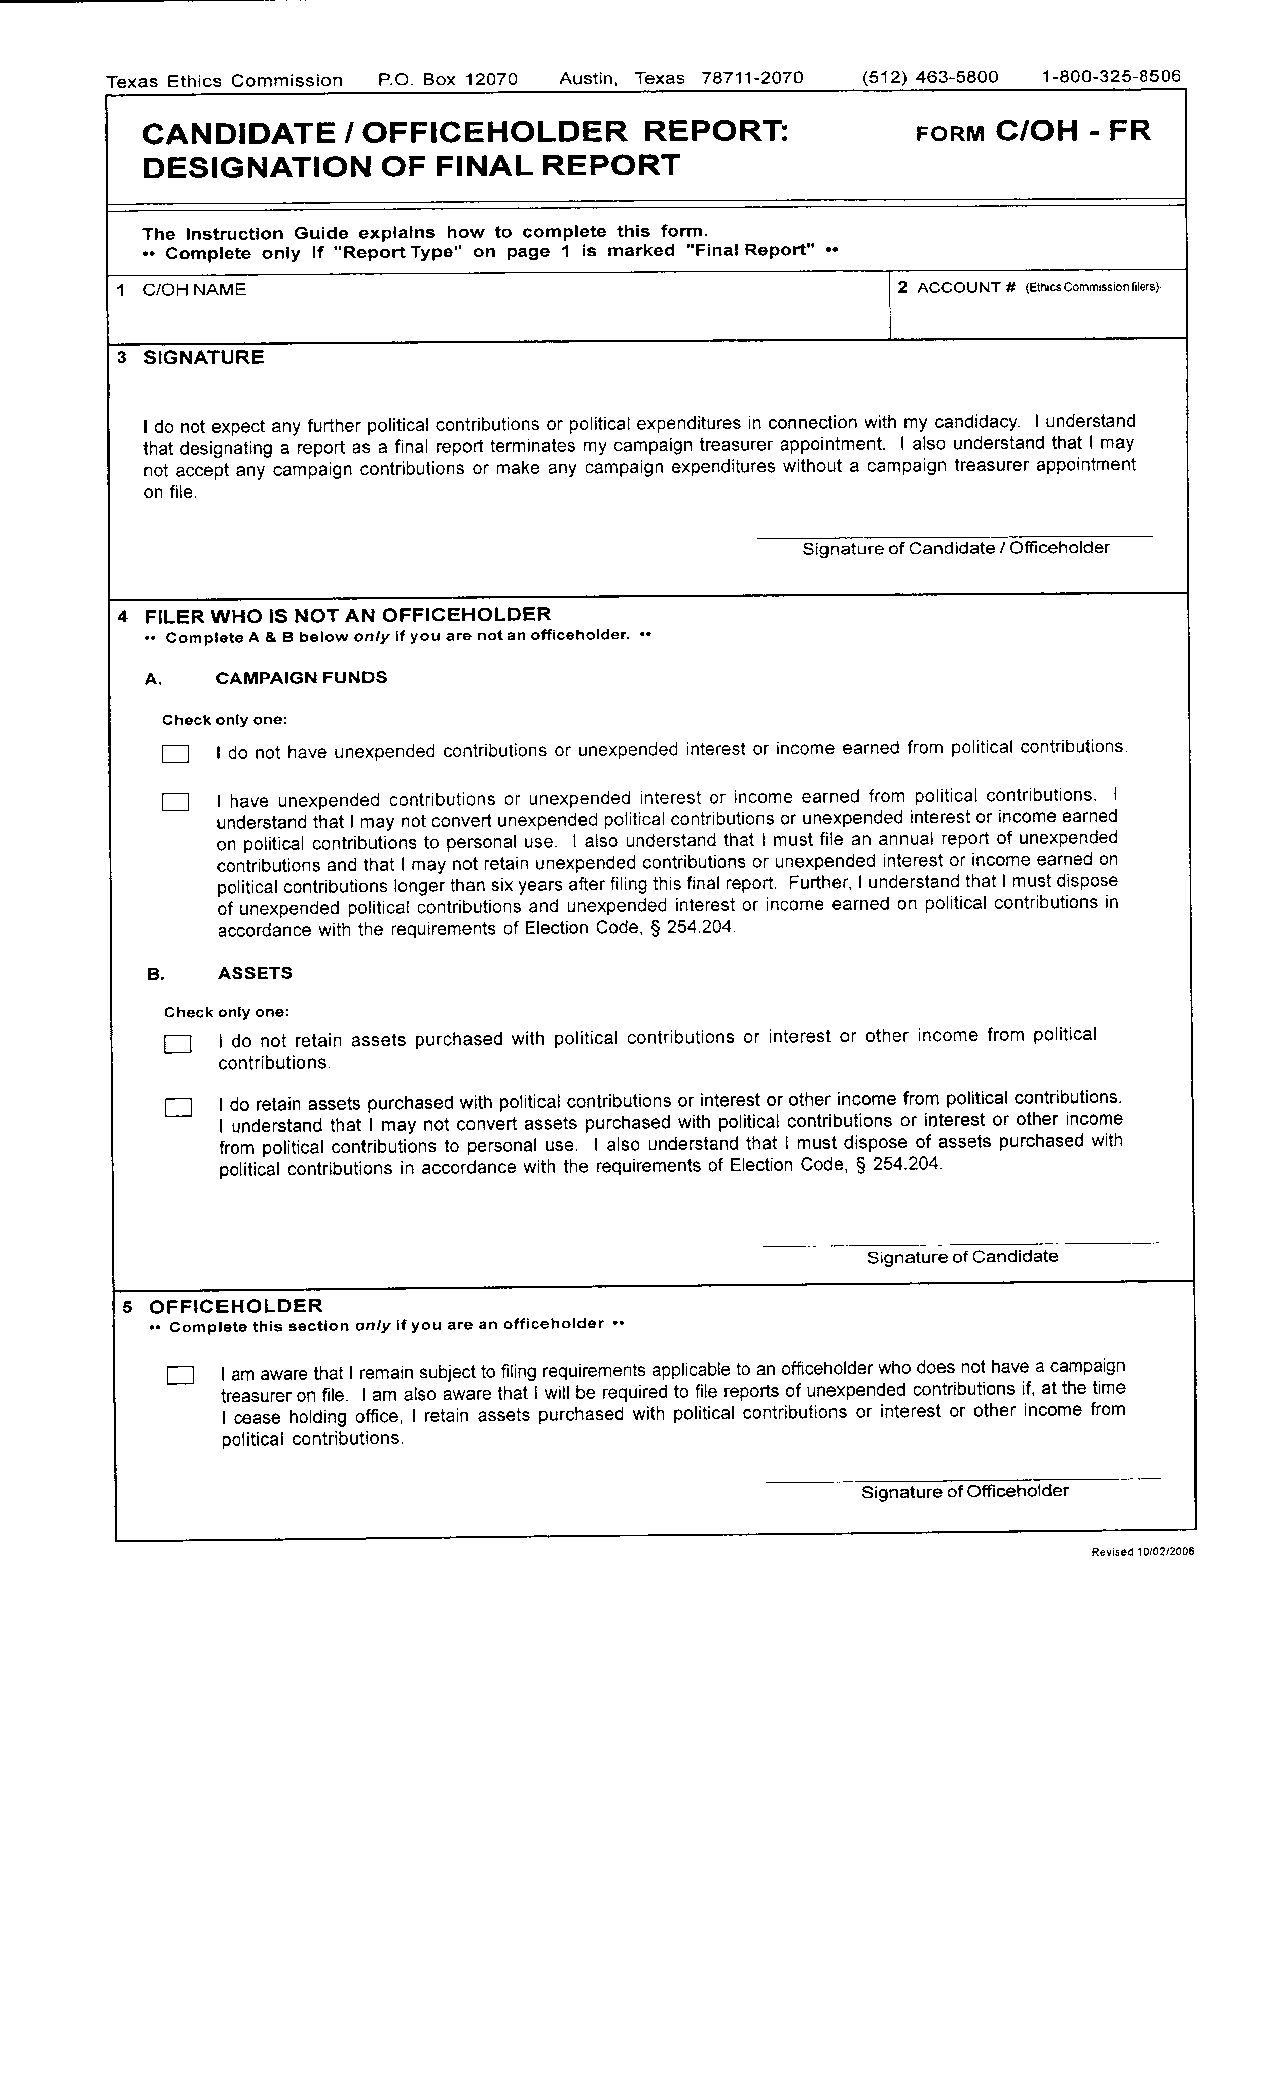 Texas Ethics Commission P.O. Box 12070 Austin, Texas 78711-2070 (512) 463-5800 1-800-325-8506
CANDIDATE / OFFICEHOLDER REPORT: FORM C/OH - FR
DESIGNATION OF FINAL REPORT
The Instruction Guide explains how to complete this form.
•• Complete only if "Report Type" on page 1 is marked "Final Report" ••
1 C/OH NAME 2 ACCOUNT # (Ethics Commission filers)
3 SIGNATURE
I do not expect any further political contributions or political expenditures in connection with my candidacy. I understand
that designating a report as a final report terminates my campaign treasurer appointment. I also understand that I may
not accept any campaign contributions or make any campaign expenditures without a campaign treasurer appointment
on file.
Signature of Candidate / Officeholder
4 FILER WHO IS NOT AN OFFICEHOLDER
•• Complete A & B below only if you are not an officeholder. ••
A. CAMPAIGN FUNDS
Check only one:
I do not have unexpended contributions or unexpended interest or income earned from political contributions.
I have unexpended contributions or unexpended interest or income earned from political contributions. I
understand that I may not convert unexpended political contributions or unexpended interest or income earned
on political contributions to personal use. I also understand that I must file an annual report of unexpended
contributions and that I may not retain unexpended contributions or unexpended interest or income earned on
political contributions longer than six years after filing this final report. Further, I understand that I must dispose
of unexpended political contributions and unexpended interest or income earned on political contributions in
accordance with the requirements of Election Code, § 254.204.
B. ASSETS
Check only one:
I do not retain assets purchased with political contributions or interest or other income from political
contributions.
I do retain assets purchased with political contributions or interest or other income from political contributions.
I understand that I may not convert assets purchased with political contributions or interest or other income
from political contributions to personal use. I also understand that I must dispose of assets purchased with
political contributions in accordance with the requirements of Election Code, § 254.204.
Signature of Candidate
5 OFFICEHOLDER
•• Complete this section only if you are an officeholder ••
I am aware that I remain subject to filing requirements applicable to an officeholder who does not have a campaign
treasurer on file. I am also aware that I will be required to file reports of unexpended contributions if, at the time
I cease holding office, I retain assets purchased with political contributions or interest or other income from
political contributions.
Signature of Officeholder
Revised 10/02/2006